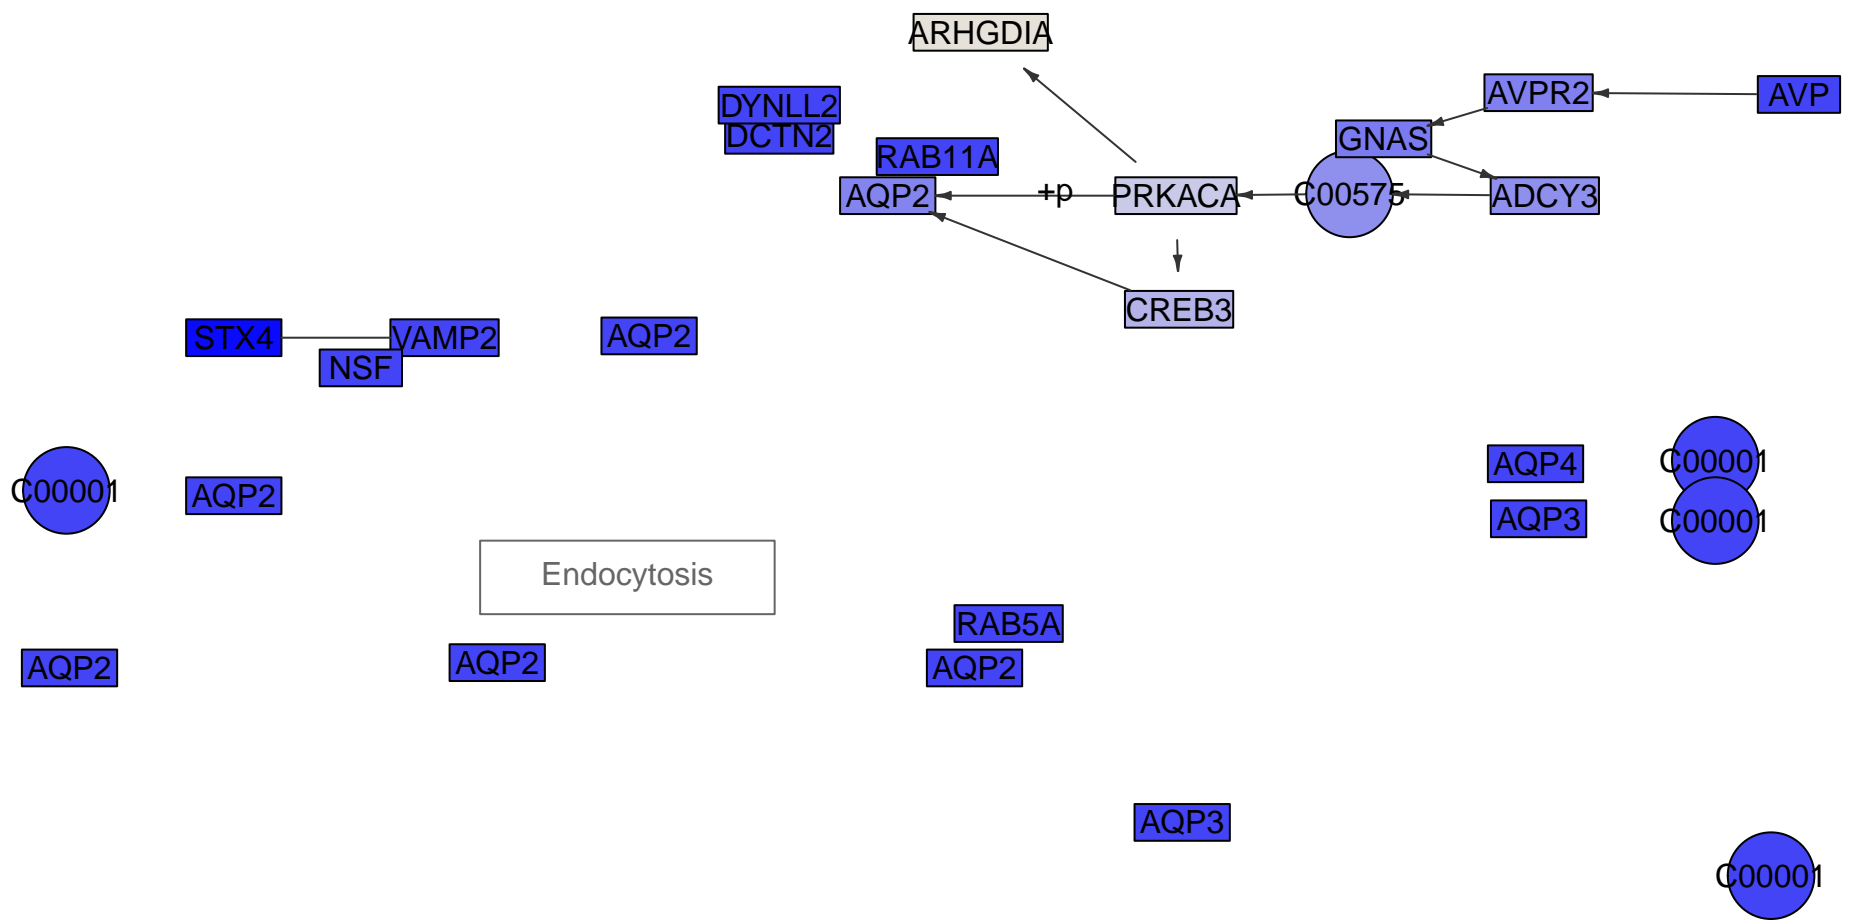 ARHGDIA
DYNLL2
DCTN2
RAB11A
AVPR2
AVP
GNAS
AQP2
+p
PRKACA
C00575
ADCY3
CREB3
STX4
VAMP2
NSF
AQP2
C00001
AQP2
AQP4
C00001
AQP3
C00001
Endocytosis
RAB5A
AQP2
AQP2
AQP2
AQP3
C00001